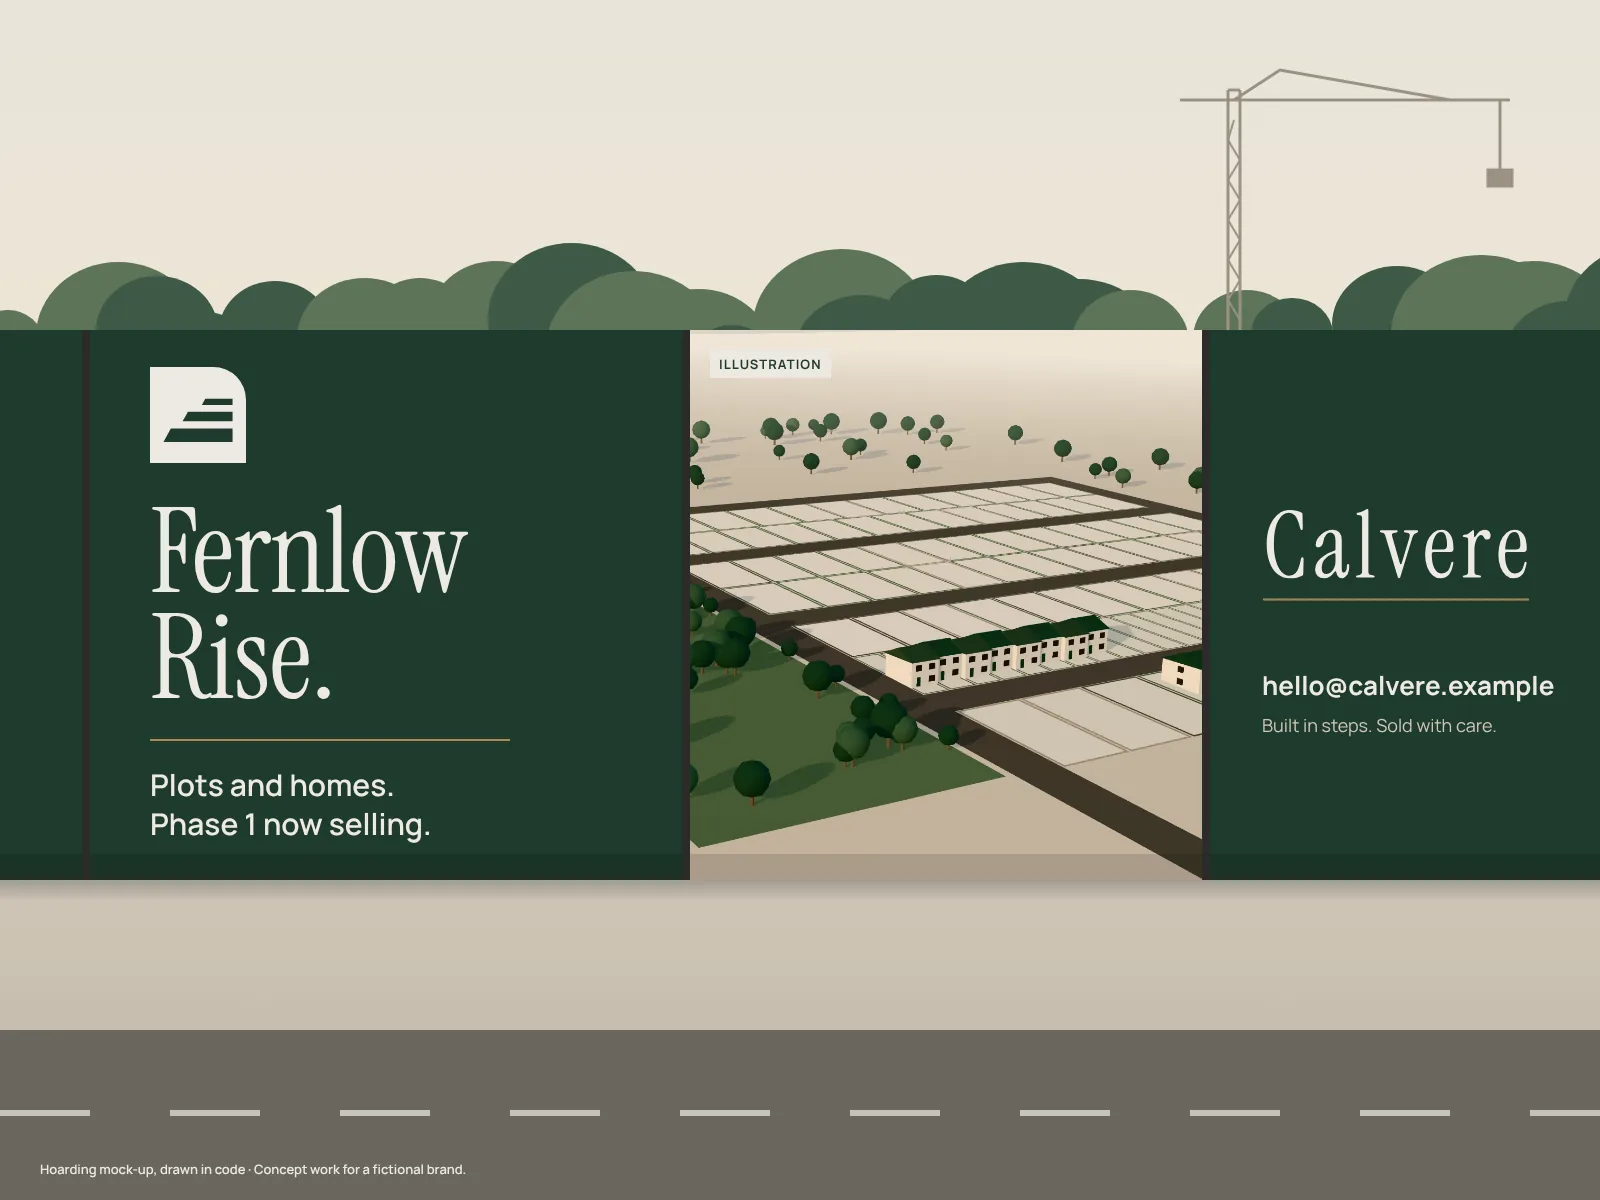 Fernlow
Rise.
Plots and homes.
Phase 1 now selling.
ILLUSTRATION
Calvere
hello@calvere.example
Built in steps. Sold with care.
Hoarding mock-up, drawn in code · Concept work for a fictional brand.